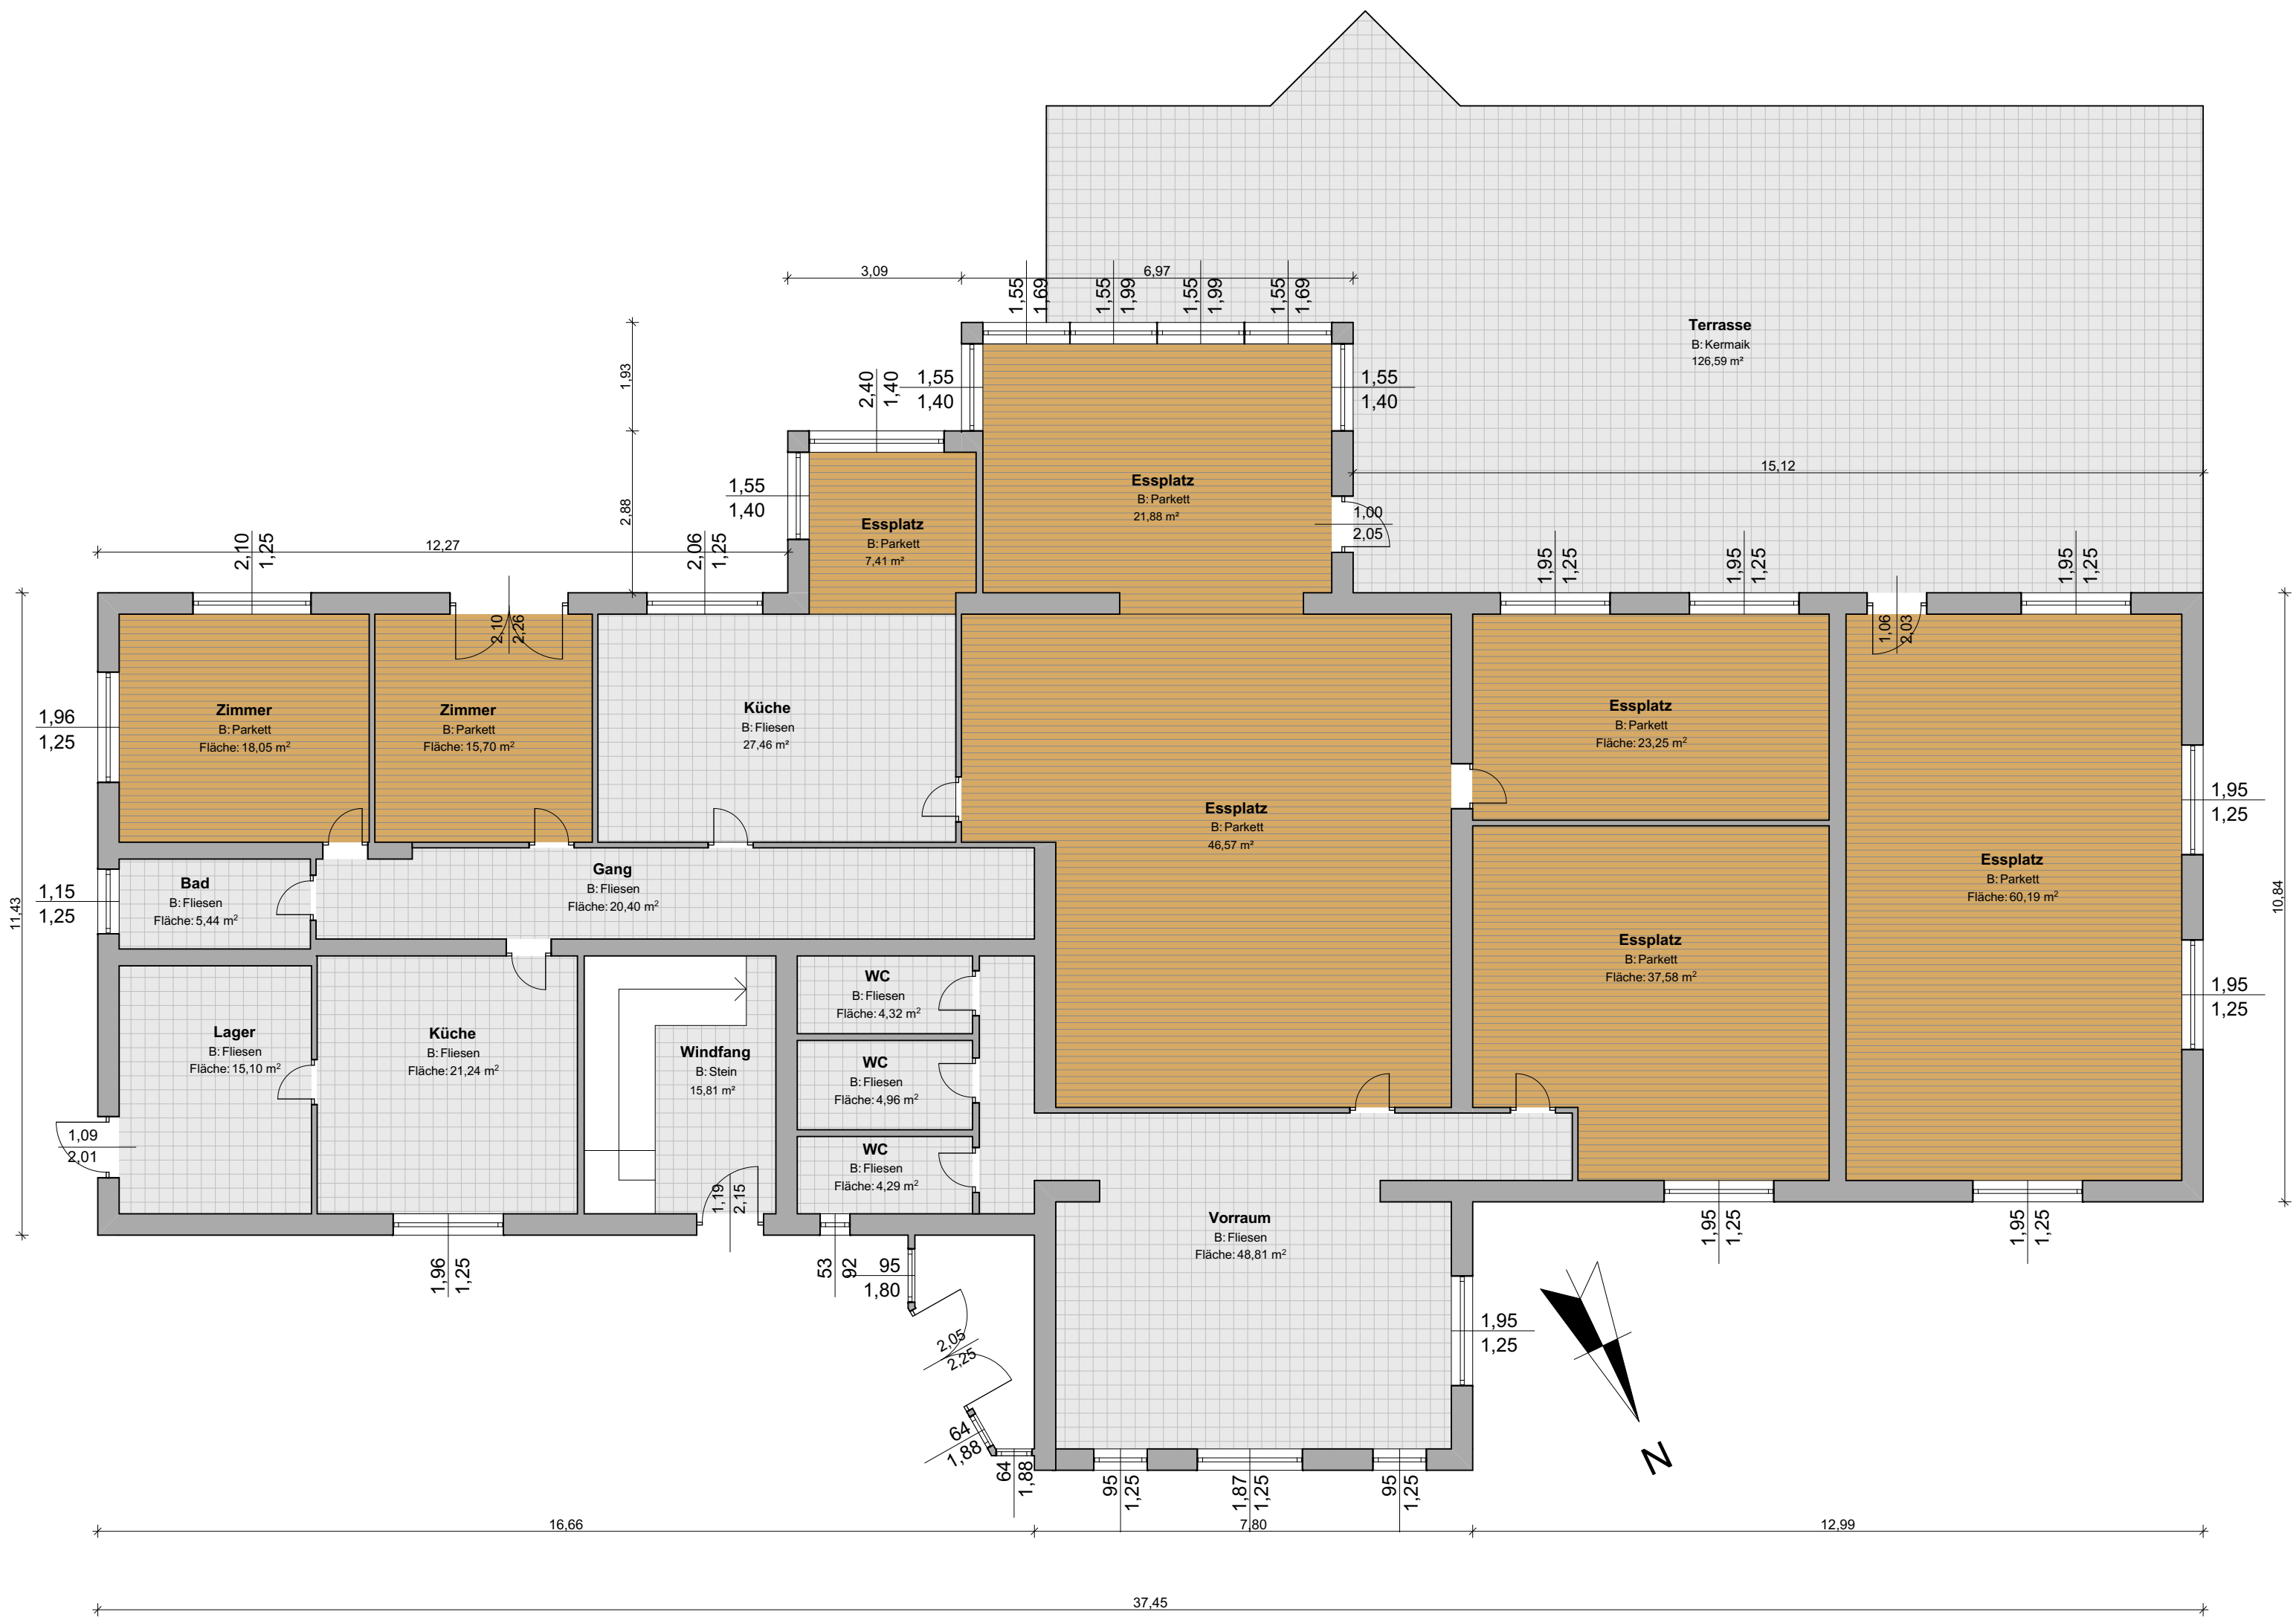 3,09
6,97
1,55
1,69
1,55
1,99
1,55
1,99
1,55
1,69
Terrasse
B: Kermaik
126,59 m²
1,93
2,40
1,40
1,55
1,40
1,55
1,40
15,12
2,88
1,55
1,40
Essplatz
B: Parkett
21,88 m²
1,00
2,05
Essplatz
B: Parkett
7,41 m²
12,27
2,10
1,25
2,06
1,25
1,95
1,25
1,95
1,25
1,95
1,25
2,10
2,26
1,06
2,03
Zimmer
B: Parkett
Fläche: 18,05 m²
Zimmer
B: Parkett
Fläche: 15,70 m²
Küche
B: Fliesen
27,46 m²
Essplatz
B: Parkett
Fläche: 23,25 m²
1,96
1,25
Essplatz
B: Parkett
46,57 m²
1,95
1,25
Gang
B: Fliesen
Fläche: 20,40 m²
Bad
B: Fliesen
Fläche: 5,44 m²
Essplatz
B: Parkett
Fläche: 60,19 m²
1,15
1,25
11,43
10,84
Essplatz
B: Parkett
Fläche: 37,58 m²
1,95
1,25
WC
B: Fliesen
Fläche: 4,32 m²
Lager
B: Fliesen
Fläche: 15,10 m²
Küche
B: Fliesen
Fläche: 21,24 m²
Windfang
B: Stein
15,81 m²
WC
B: Fliesen
Fläche: 4,96 m²
WC
B: Fliesen
Fläche: 4,29 m²
1,09
2,01
1,19
2,15
Vorraum
B: Fliesen
Fläche: 48,81 m²
1,96
1,25
53
92
95
1,80
1,95
1,25
1,95
1,25
2,05
2,25
1,95
1,25
64
1,88
64
1,88
95
1,25
1,87
1,25
95
1,25
N
16,66
7,80
12,99
37,45